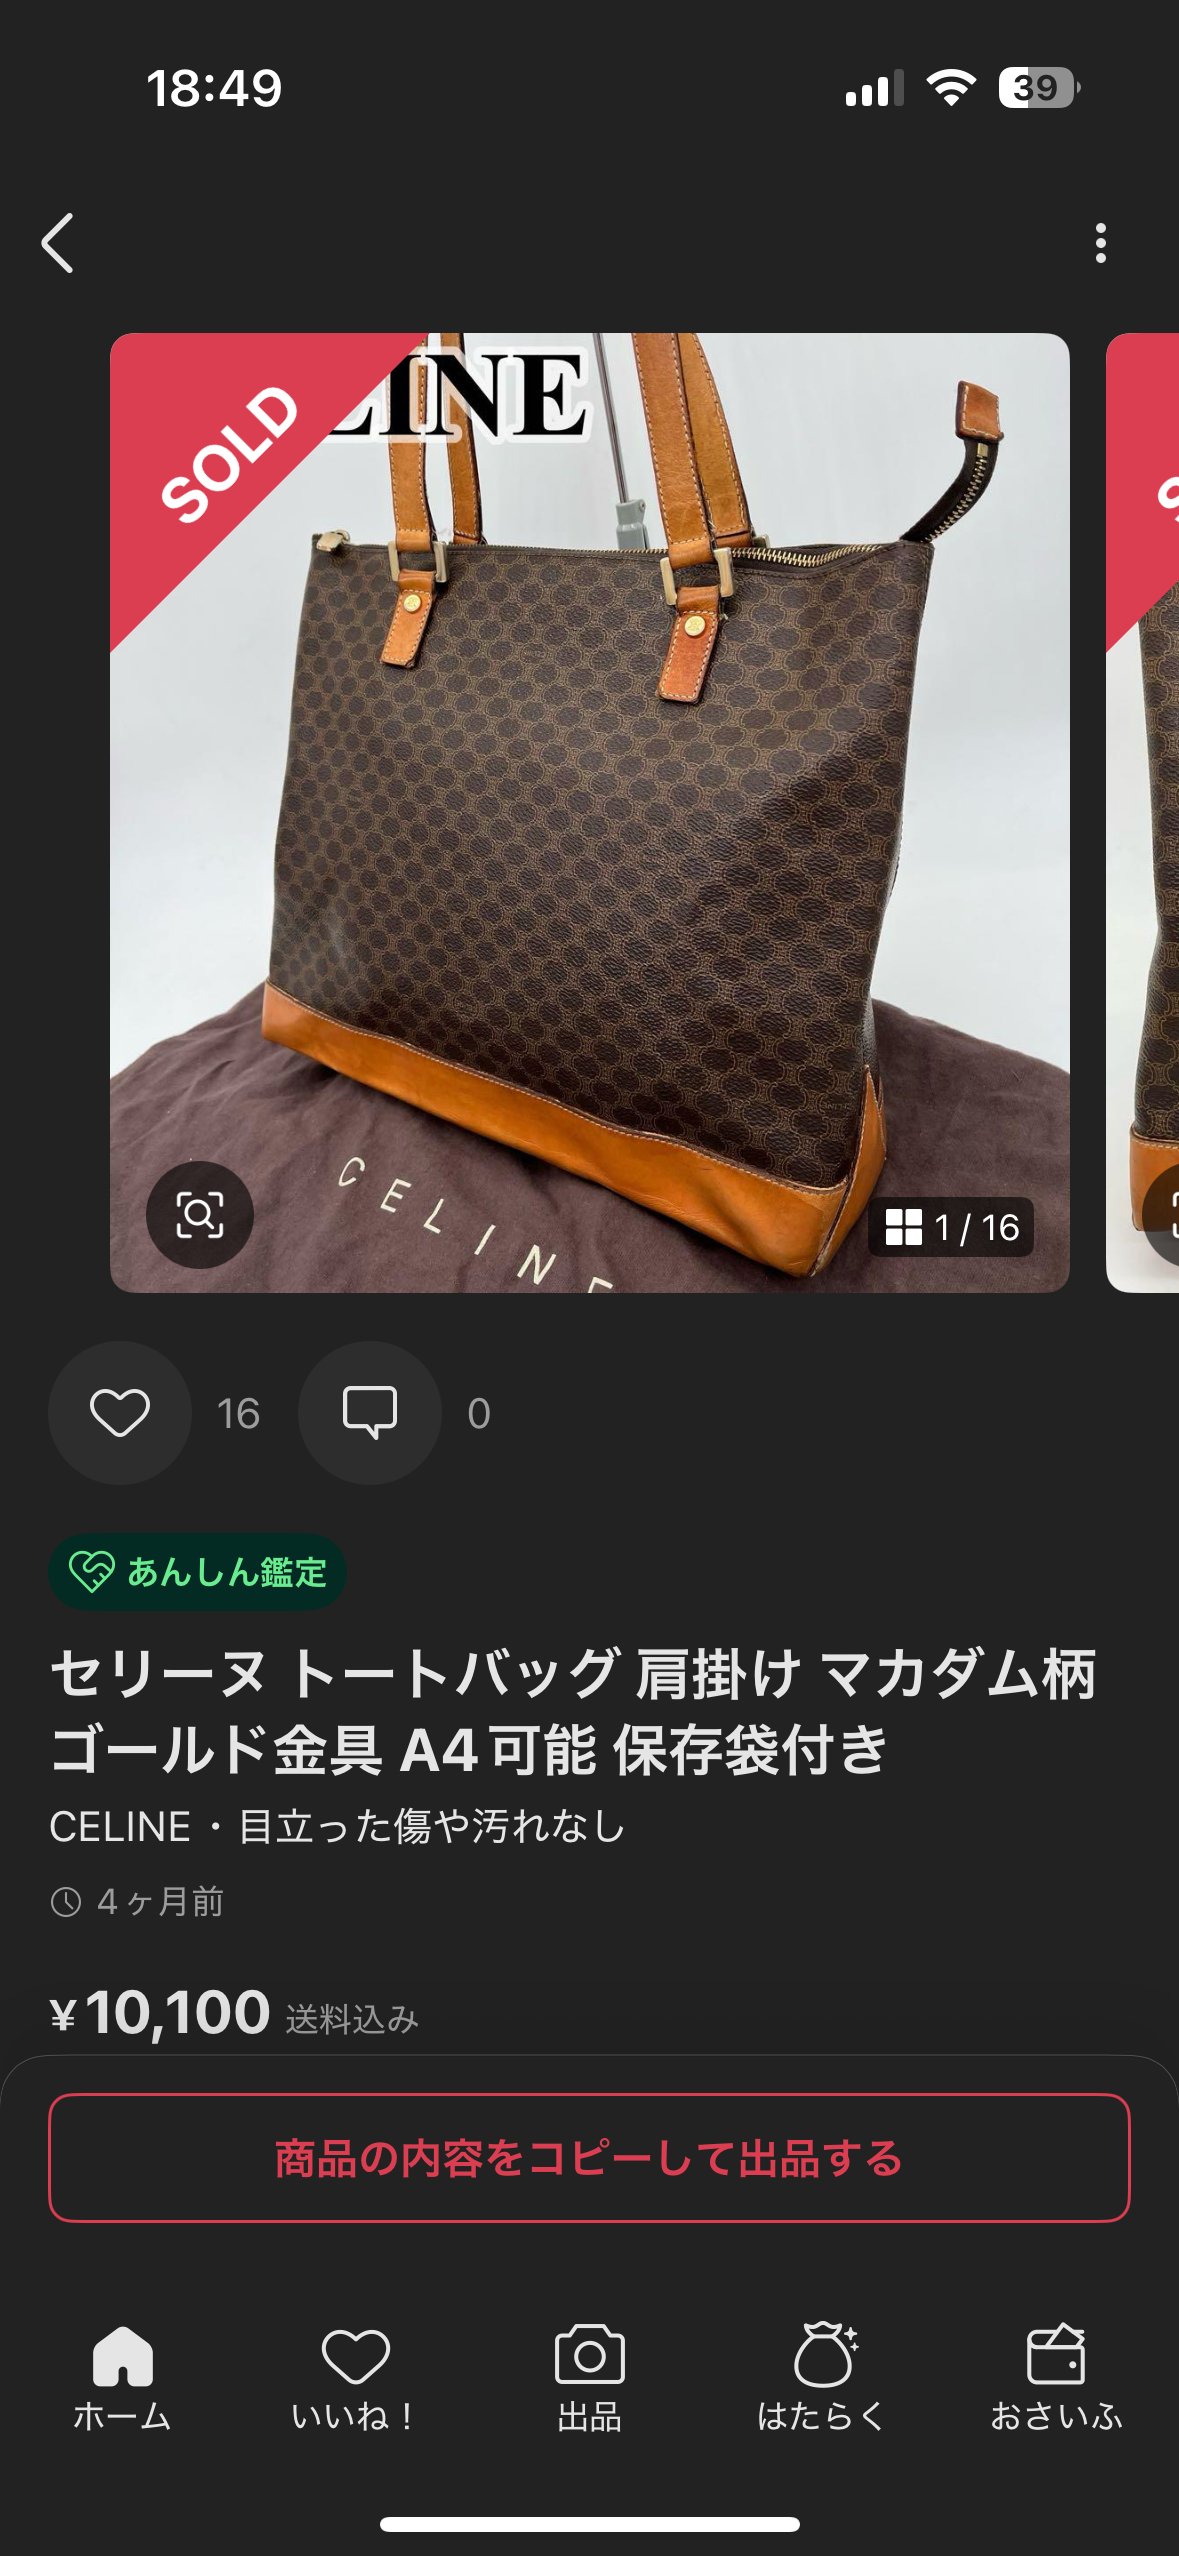 18:49
39
SOLD
LINE
CELINE
1 / 16
16
0
あんしん鑑定
セリーヌ トートバッグ 肩掛け マカダム柄
ゴールド金具 A4可能 保存袋付き
CELINE・目立った傷や汚れなし
4ヶ月前
¥10,100 送料込み
商品の内容をコピーして出品する
ホーム
いいね！
出品
はたらく
おさいふ